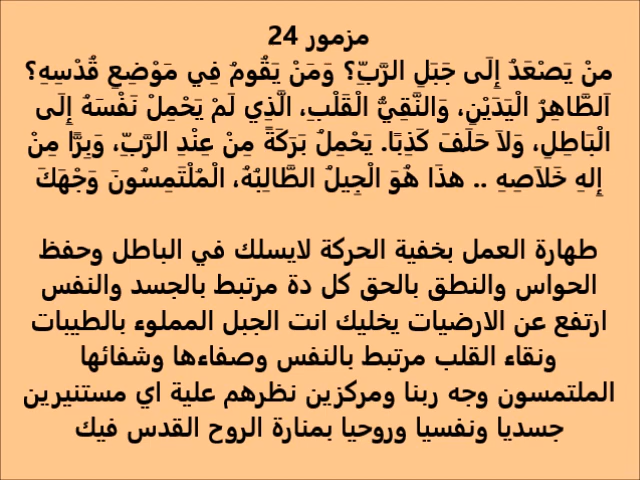 مزمور 24
منْ يَصْعَدُ إِلَى جَبَلِ الرَّبِّ؟ وَمَنْ يَقُومُ فِي مَوْضِعِ قُدْسِهِ؟
اَلطَّاهِرُ الْيَدَيْنِ، وَالنَّقِيُّ الْقَلْبِ، الَّذِي لَمْ يَحْمِلْ نَفْسَهُ إِلَى
الْبَاطِلِ، وَلاَ حَلَفَ كَذِبًا. يَحْمِلُ بَرَكَةً مِنْ عِنْدِ الرَّبِّ، وَبِرًّا مِنْ
إِلهِ خَلاَصِهِ .. هذَا هُوَ الْجِيلُ الطَّالِبُهُ، الْمُلْتَمِسُونَ وَجْهَكَ
طهارة العمل بخفية الحركة لايسلك في الباطل وحفظ
الحواس والنطق بالحق كل دة مرتبط بالجسد والنفس
ارتفع عن الارضيات يخليك انت الجبل المملوء بالطيبات
ونقاء القلب مرتبط بالنفس وصفاءها وشفائها
الملتمسون وجه ربنا ومركزين نظرهم علية اي مستنيرين
جسديا ونفسيا وروحيا بمنارة الروح القدس فيك